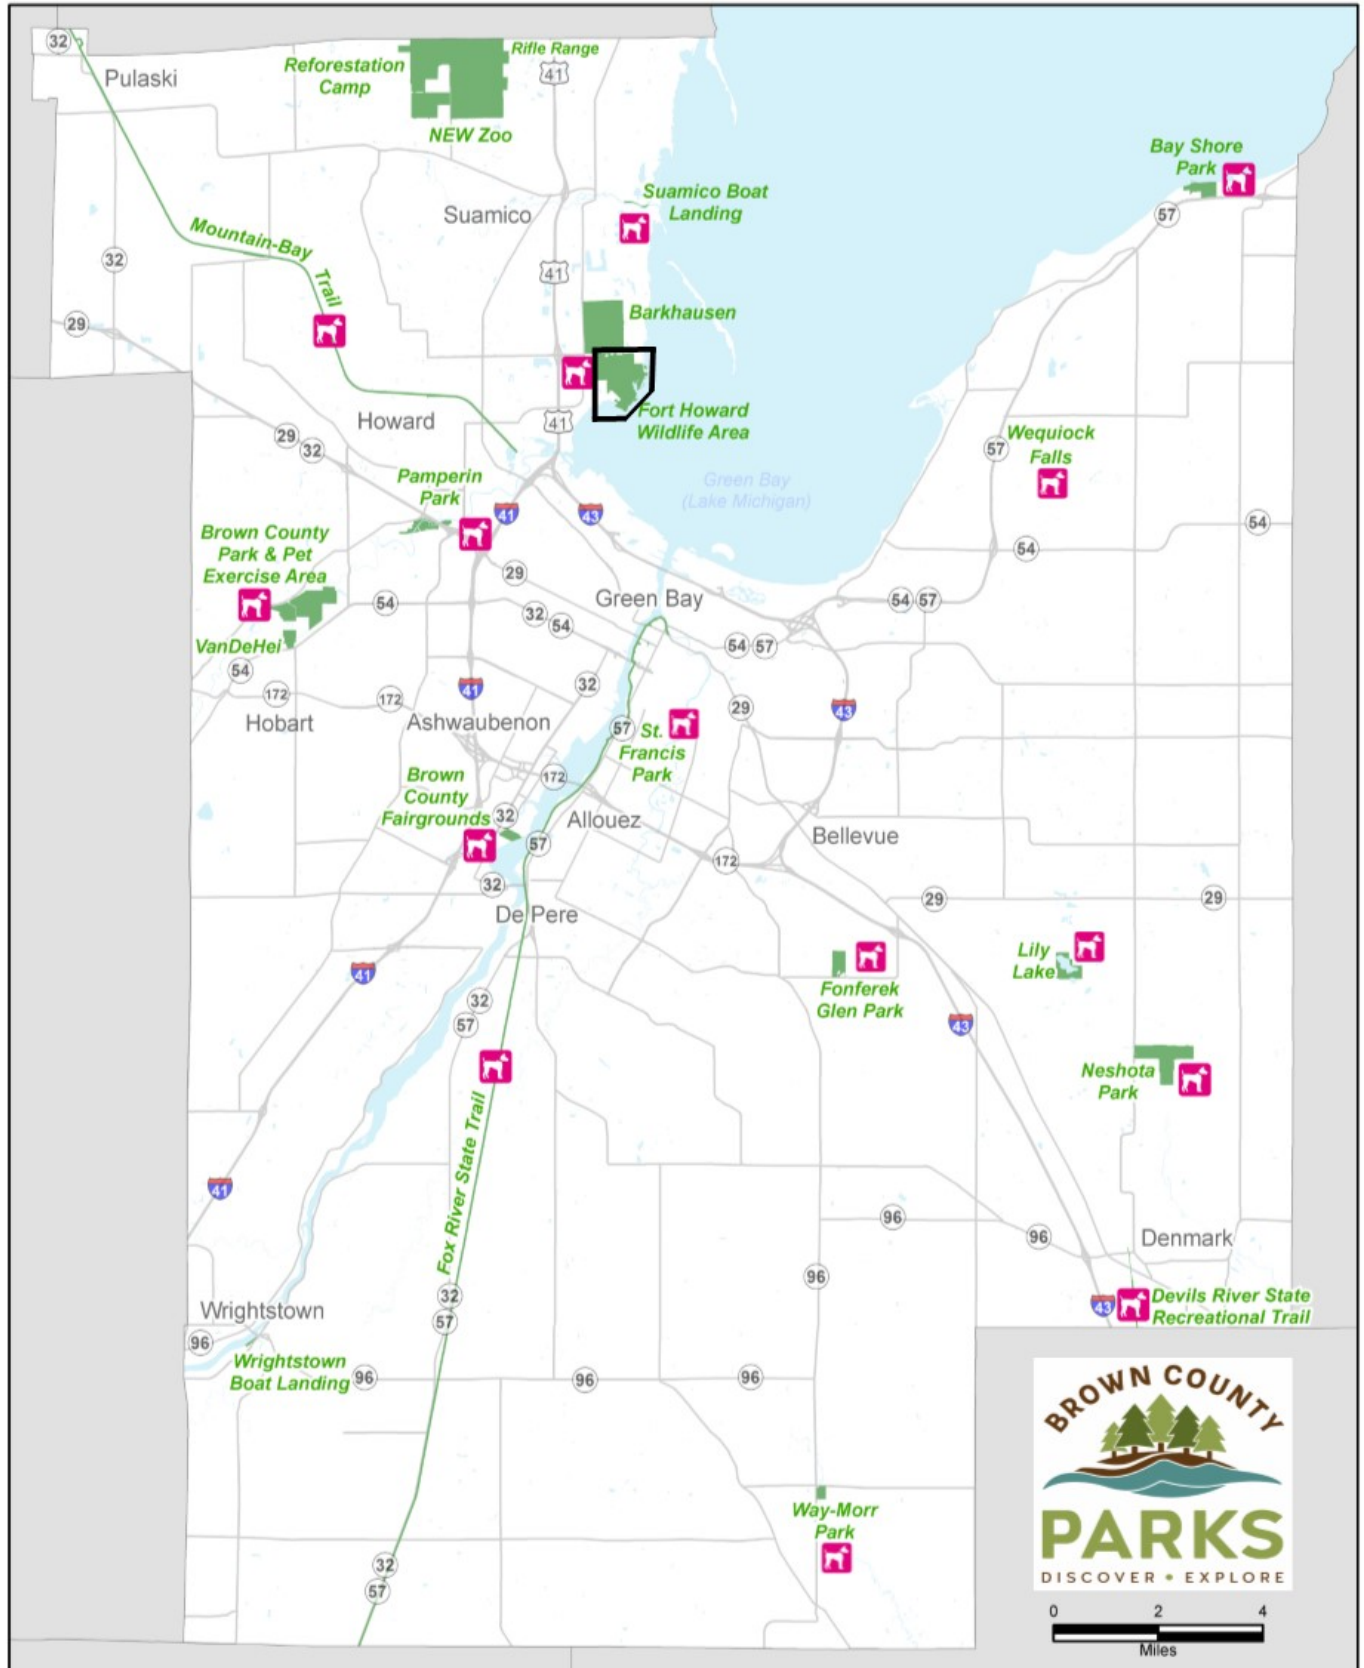 32
Pulaski
Reforestation
Camp
Rifle Range
41
NEW Zoo
Bay Shore
Park
57
Suamico Boat
Landing
Suamico
Mountain-Bay
Trail
32
41
29
Barkhausen
41
Fort Howard
Wildlife Area
Howard
29
32
Wequiock
Falls
57
Green Bay
(Lake Michigan)
Pamperin
Park
41
43
54
54
Brown County
Park & Pet
Exercise Area
29
54
32
54
Green Bay
54
57
VanDeHei
54
57
54
172
172
41
32
29
43
Hobart
Ashwaubenon
57
St.
Francis
Park
172
Brown
County
Fairgrounds
32
Allouez
57
Bellevue
172
32
29
29
De Pere
41
Lily
Lake
Fonferek
Glen Park
32
57
43
Neshota
Park
Fox River State Trail
41
96
96
Denmark
96
32
57
Wrightstown
43
Devils River State
Recreational Trail
96
Wrightstown
Boat Landing
96
96
96
Way-Morr
Park
32
57
BROWN COUNTY
PARKS
DISCOVER • EXPLORE
0 2 4
Miles